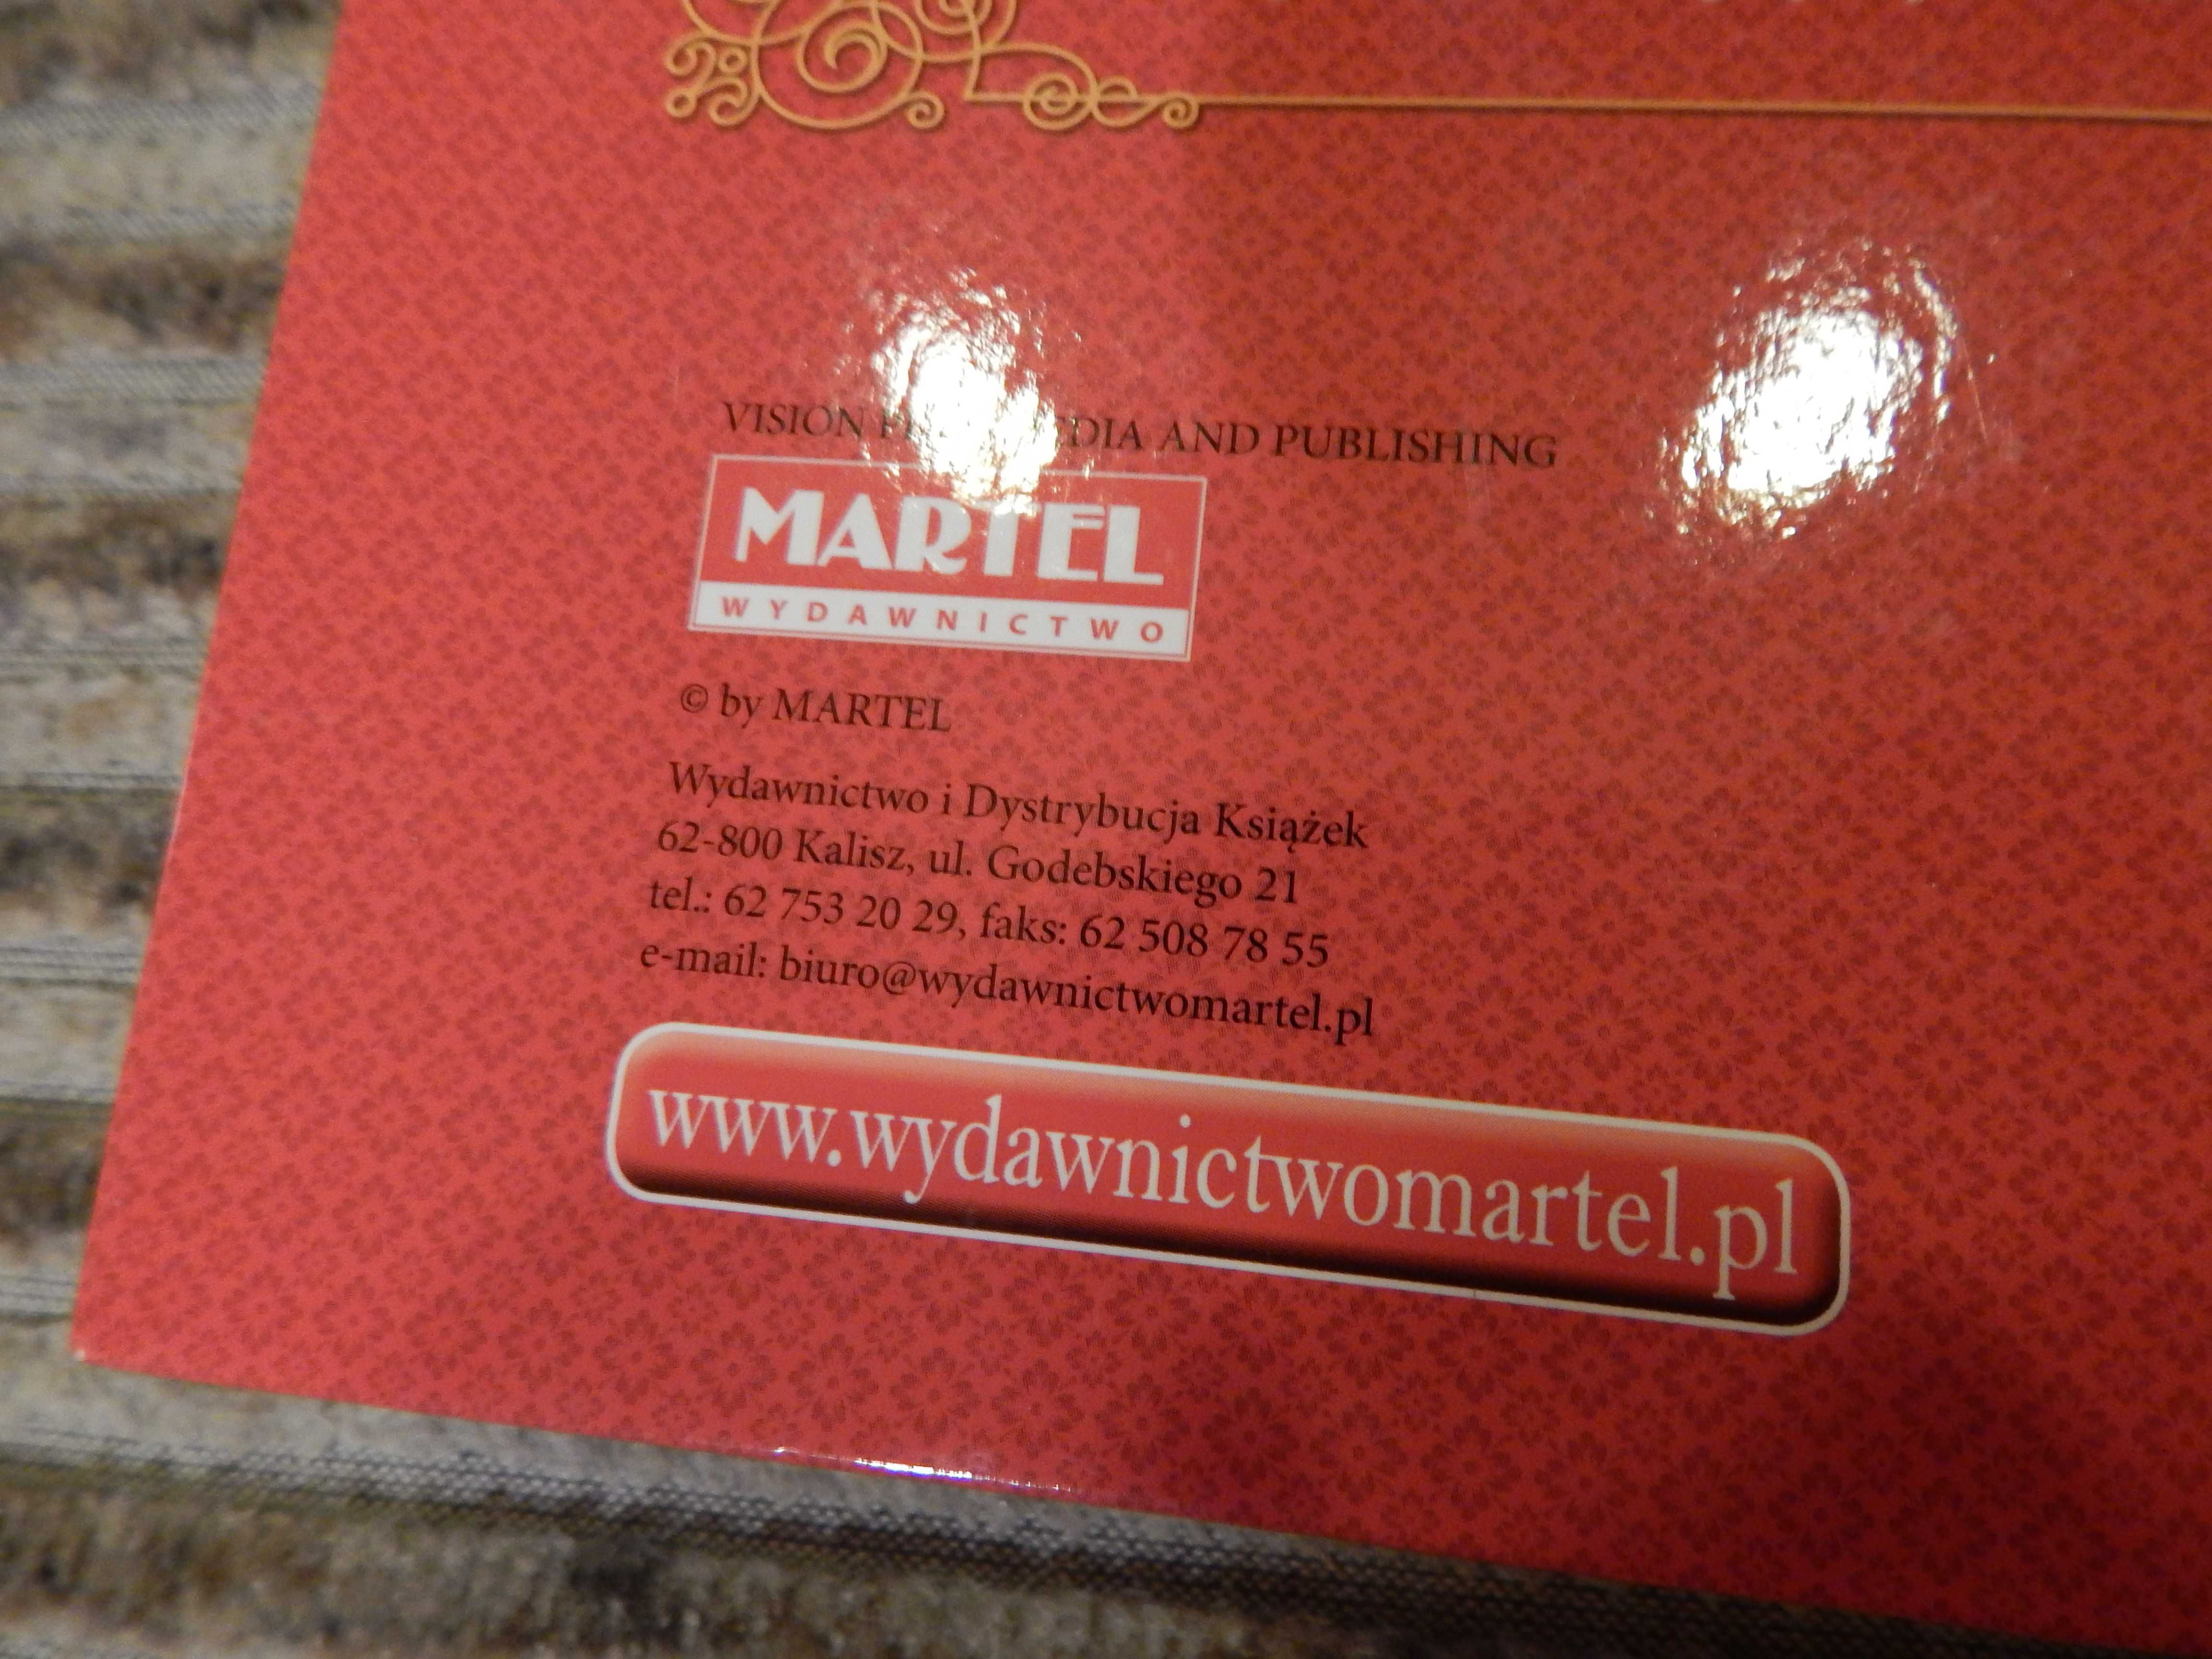 VISION AND PUBLISHING
MARTEL
WYDAWNICTWO
© by MARTEL
Wydawnictwo i Dystrybucja Książek
62-800 Kalisz, ul. Godebskiego 21
tel.: 62 753 20 29, faks: 62 508 78 55
e-mail: biuro@wydawnictwomartel.pl
www.wydawnictwomartel.pl